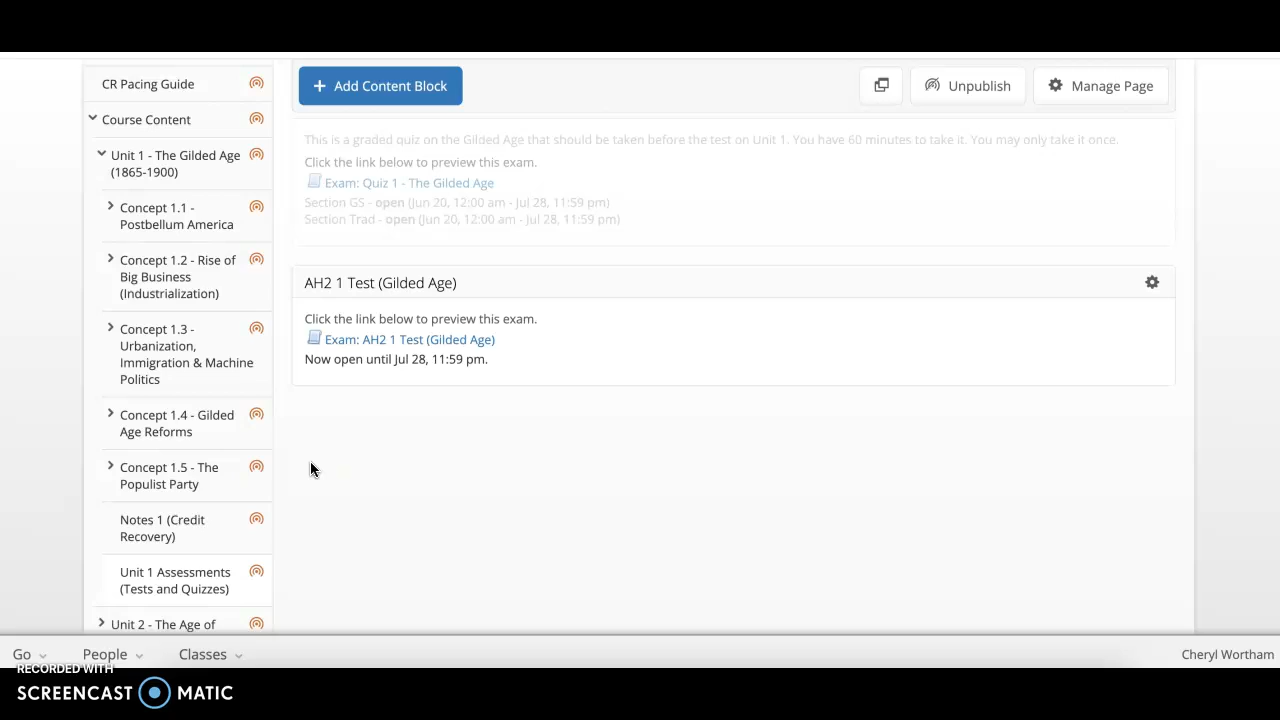 CR Pacing Guide
Course Content
Unit 1 - The Gilded Age
(1865-1900)
Concept 1.1 -
Postbellum America
Concept 1.2 - Rise of
Big Business
(Industrialization)
Concept 1.3 -
Urbanization,
Immigration & Machine
Politics
Concept 1.4 - Gilded
Age Reforms
Concept 1.5 - The
Populist Party
Notes 1 (Credit
Recovery)
Unit 1 Assessments
(Tests and Quizzes)
Unit 2 - The Age of
+ Add Content Block
Unpublish
Manage Page
This is a graded quiz on the Gilded Age that should be taken before the test on Unit 1. You have 60 minutes to take it. You may only take it once.
Click the link below to preview this exam.
Exam: Quiz 1 - The Gilded Age
Section GS - open (Jun 20, 12:00 am - Jul 28, 11:59 pm)
Section Trad - open (Jun 20, 12:00 am - Jul 28, 11:59 pm)
AH2 1 Test (Gilded Age)
Click the link below to preview this exam.
Exam: AH2 1 Test (Gilded Age)
Now open until Jul 28, 11:59 pm.
Go
People
Classes
Cheryl Wortham
RECORDED WITH
SCREENCAST MATIC